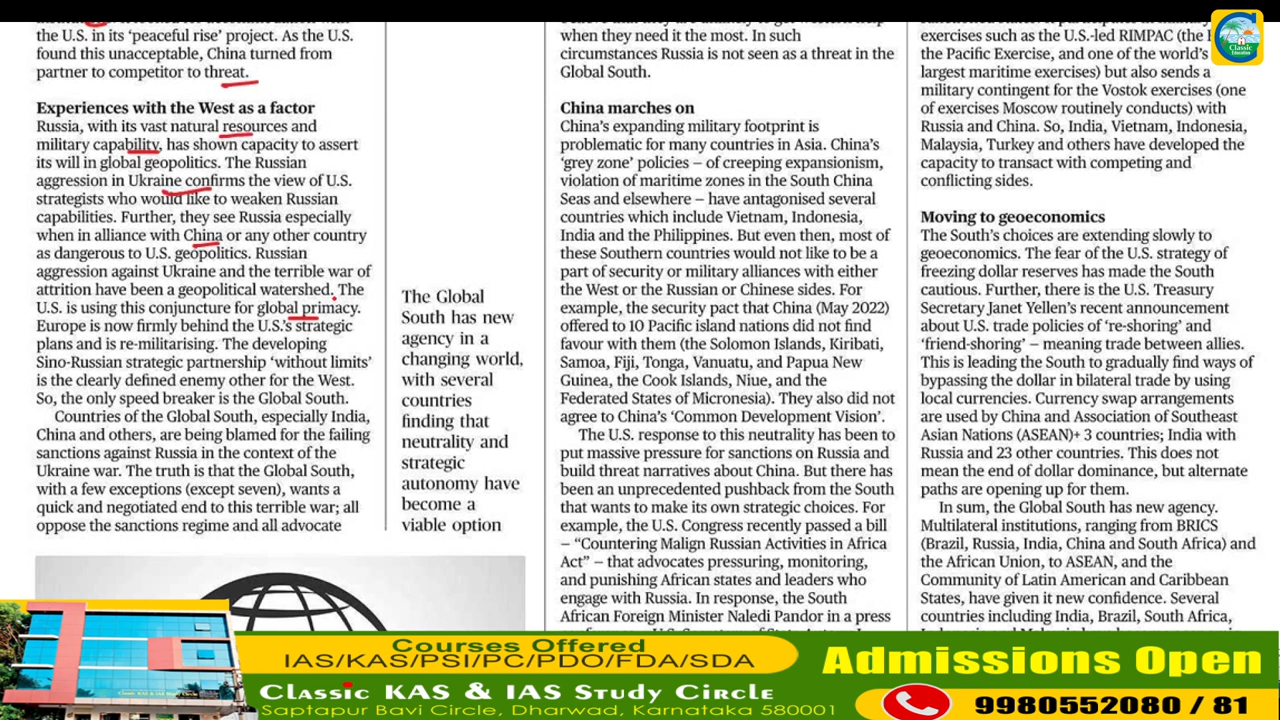 the U.S. in its ‘peaceful rise’ project. As the U.S.
found this unacceptable, China turned from
partner to competitor to threat.
Experiences with the West as a factor
Russia, with its vast natural resources and
military capability, has shown capacity to assert
its will in global geopolitics. The Russian
aggression in Ukraine confirms the view of U.S.
strategists who would like to weaken Russian
capabilities. Further, they see Russia especially
when in alliance with China or any other country
as dangerous to U.S. geopolitics. Russian
aggression against Ukraine and the terrible war of
attrition have been a geopolitical watershed. The
U.S. is using this conjuncture for global primacy.
Europe is now firmly behind the U.S.’s strategic
plans and is re-militarising. The developing
Sino-Russian strategic partnership ‘without limits’
is the clearly defined enemy other for the West.
So, the only speed breaker is the Global South.
Countries of the Global South, especially India,
China and others, are being blamed for the failing
sanctions against Russia in the context of the
Ukraine war. The truth is that the Global South,
with a few exceptions (except seven), wants a
quick and negotiated end to this terrible war; all
oppose the sanctions regime and all advocate
The Global
South has new
agency in a
changing world,
with several
countries
finding that
neutrality and
strategic
autonomy have
become a
viable option
when they need it the most. In such
circumstances Russia is not seen as a threat in the
Global South.
China marches on
China’s expanding military footprint is
problematic for many countries in Asia. China’s
‘grey zone’ policies – of creeping expansionism,
violation of maritime zones in the South China
Seas and elsewhere – have antagonised several
countries which include Vietnam, Indonesia,
India and the Philippines. But even then, most of
these Southern countries would not like to be a
part of security or military alliances with either
the West or the Russian or Chinese sides. For
example, the security pact that China (May 2022)
offered to 10 Pacific island nations did not find
favour with them (the Solomon Islands, Kiribati,
Samoa, Fiji, Tonga, Vanuatu, and Papua New
Guinea, the Cook Islands, Niue, and the
Federated States of Micronesia). They also did not
agree to China’s ‘Common Development Vision’.
The U.S. response to this neutrality has been to
put massive pressure for sanctions on Russia and
build threat narratives about China. But there has
been an unprecedented pushback from the South
that wants to make its own strategic choices. For
example, the U.S. Congress recently passed a bill
– “Countering Malign Russian Activities in Africa
Act” – that advocates pressuring, monitoring,
and punishing African states and leaders who
engage with Russia. In response, the South
African Foreign Minister Naledi Pandor in a press
exercises such as the U.S.-led RIMPAC (the
the Pacific Exercise, and one of the world’s
largest maritime exercises) but also sends a
military contingent for the Vostok exercises (one
of exercises Moscow routinely conducts) with
Russia and China. So, India, Vietnam, Indonesia,
Malaysia, Turkey and others have developed the
capacity to transact with competing and
conflicting sides.
Moving to geoeconomics
The South’s choices are extending slowly to
geoeconomics. The fear of the U.S. strategy of
freezing dollar reserves has made the South
cautious. Further, there is the U.S. Treasury
Secretary Janet Yellen’s recent announcement
about U.S. trade policies of ‘re-shoring’ and
‘friend-shoring’ – meaning trade between allies.
This is leading the South to gradually find ways of
bypassing the dollar in bilateral trade by using
local currencies. Currency swap arrangements
are used by China and Association of Southeast
Asian Nations (ASEAN)+ 3 countries; India with
Russia and 23 other countries. This does not
mean the end of dollar dominance, but alternate
paths are opening up for them.
In sum, the Global South has new agency.
Multilateral institutions, ranging from BRICS
(Brazil, Russia, India, China and South Africa) and
the African Union, to ASEAN, and the
Community of Latin American and Caribbean
States, have given it new confidence. Several
countries including India, Brazil, South Africa,
Classic
Education
Courses Offered
IAS/KAS/PSI/PC/PDO/FDA/SDA
Classic KAS & IAS Study Circle
Saptapur Bavi Circle, Dharwad, Karnataka 580001
Admissions Open
9980552080 / 81